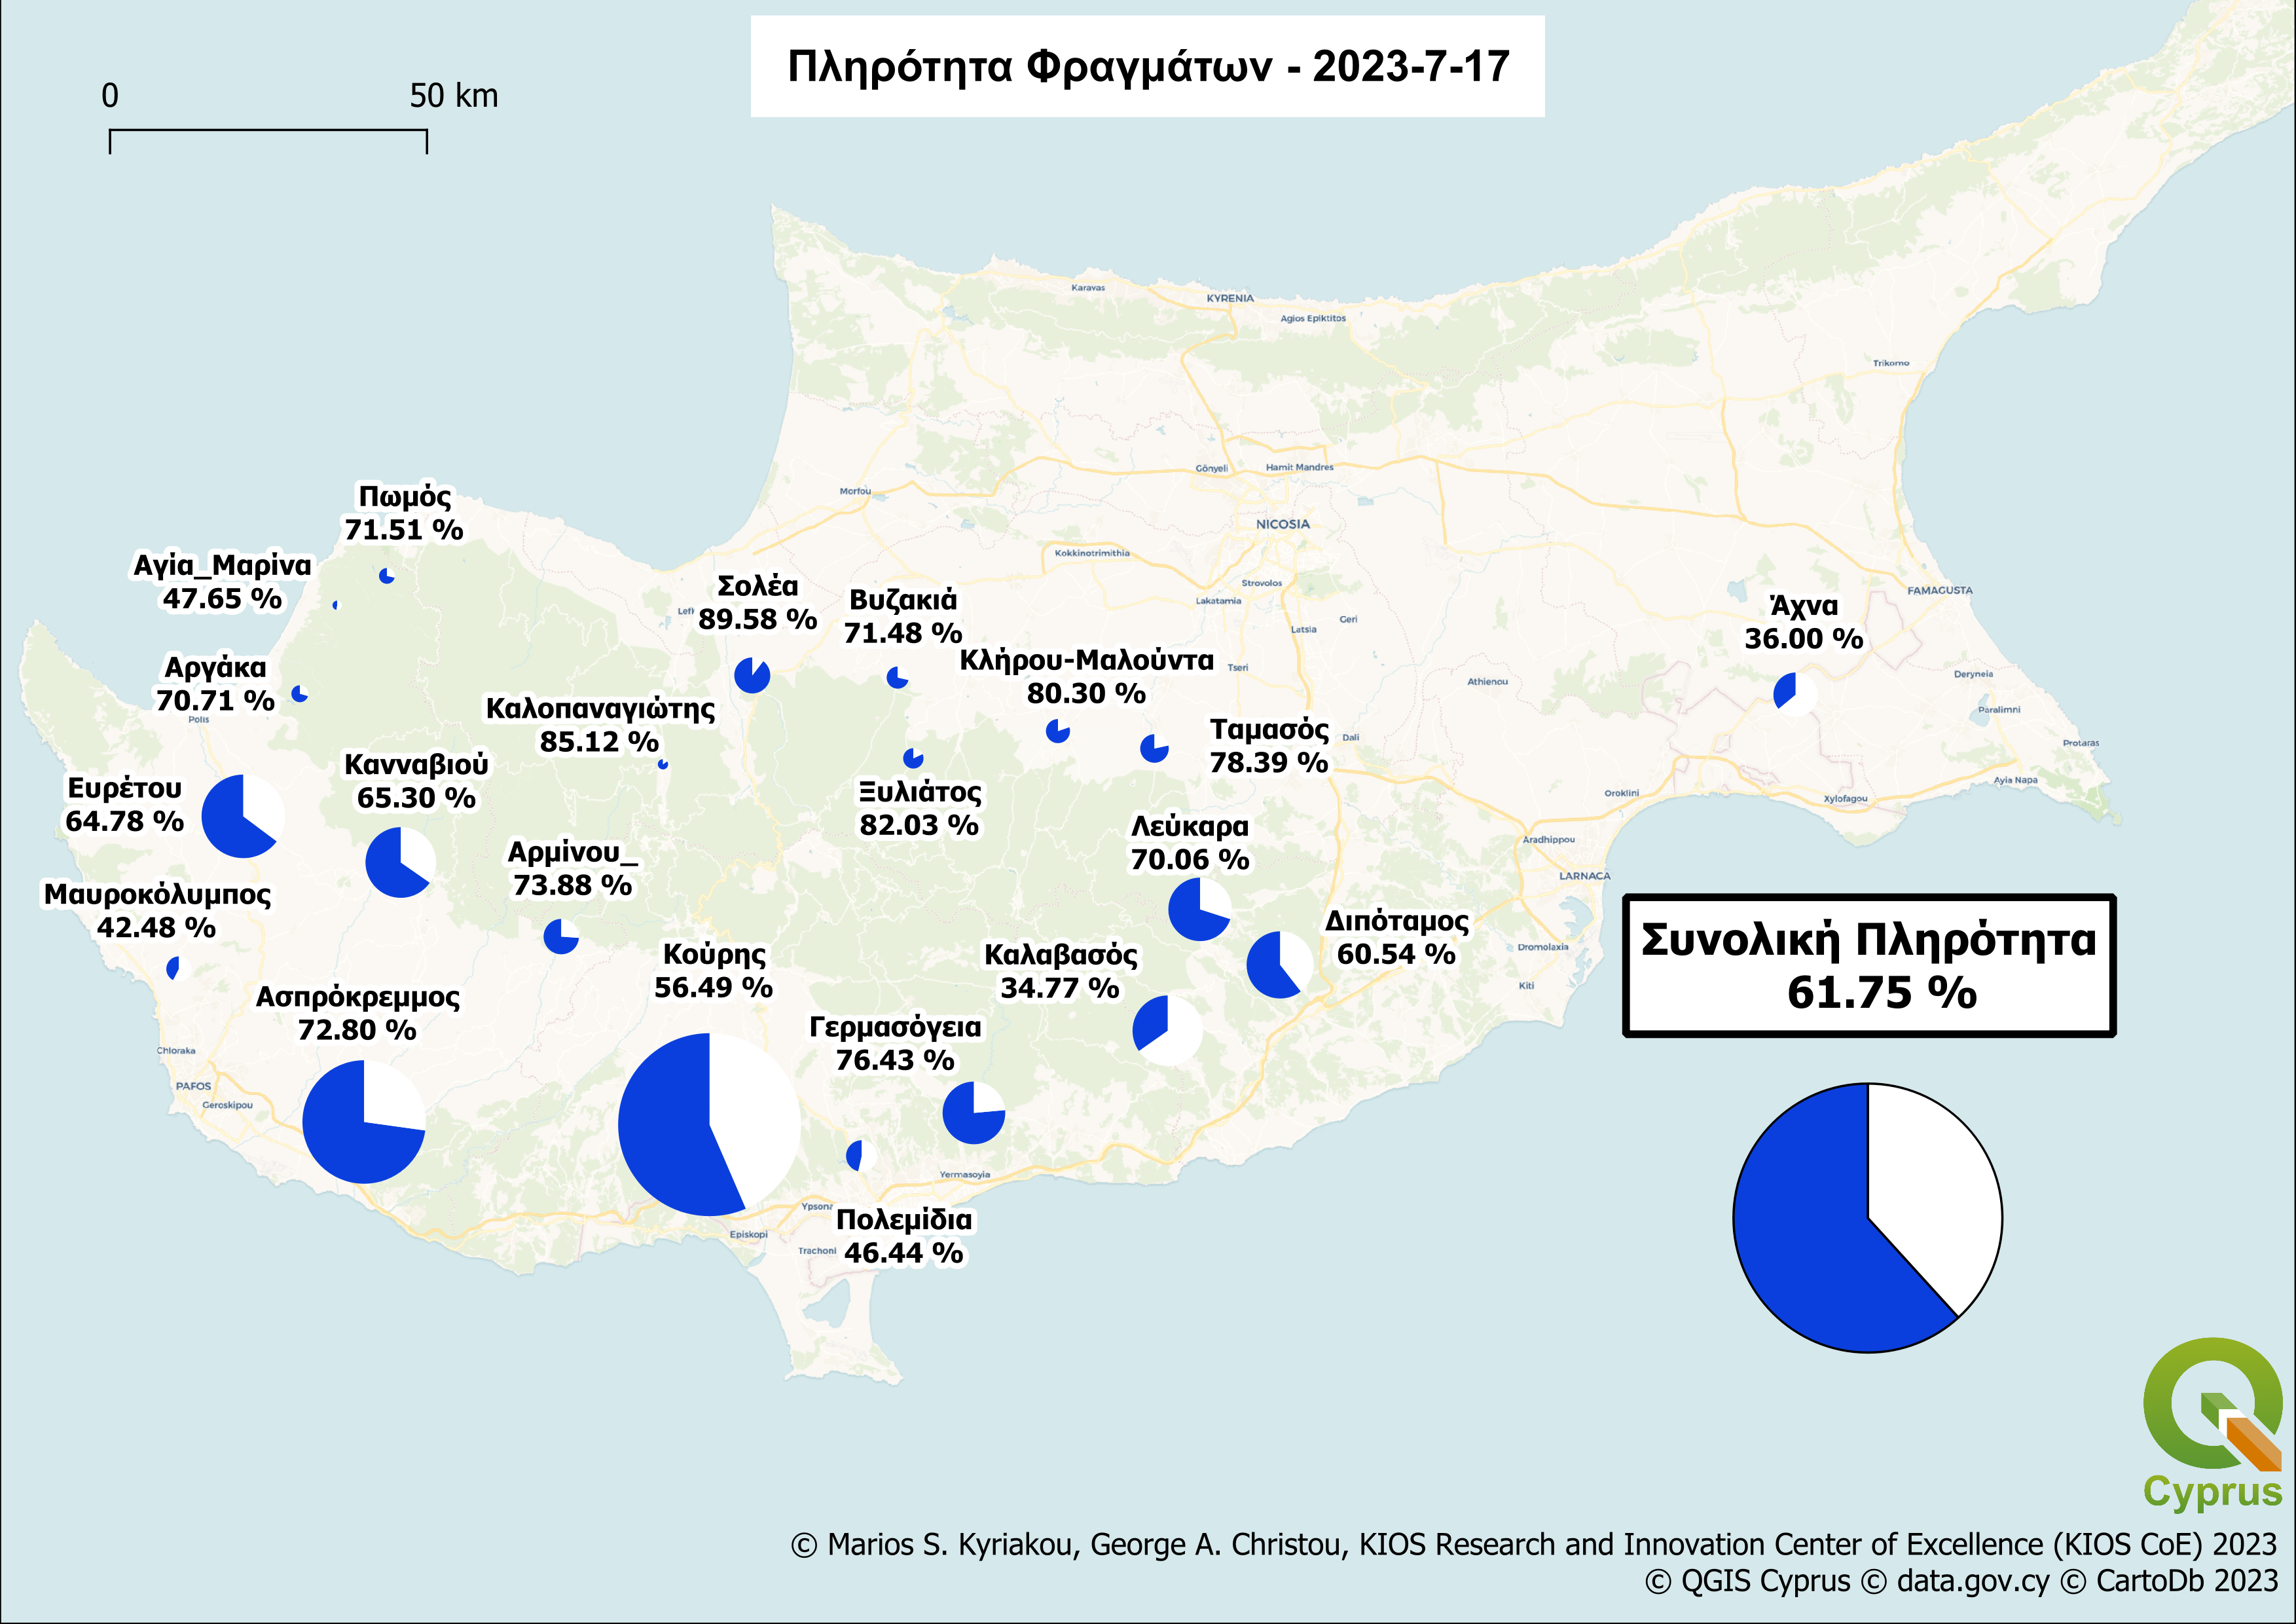 Πληρότητα Φραγμάτων - 2023-7-17
0 50 km
Karavas
KYRENIA
Agios Epiktitos
Trikomo
Gönyeli
Hamit Mandres
Morfou
NICOSIA
Kokkinotrimithia
Strovolos
Lakatamia
Latsia
Geri
Tseri
FAMAGUSTA
Πωμός
71.51 %
Αγία_Μαρίνα
47.65 %
Lefk
Σολέα
89.58 %
Βυζακιά
71.48 %
Κλήρου-Μαλούντα
80.30 %
Άχνα
36.00 %
Αργάκα
70.71 %
Polis
Καλοπαναγιώτης
85.12 %
Athienou
Deryneia
Paralimni
Protaras
Ayia Napa
Xylofagou
Ταμασός
78.39 %
Dali
Oroklini
Ευρέτου
64.78 %
Κανναβιού
65.30 %
Ξυλιάτος
82.03 %
Αρμίνου_
73.88 %
Λεύκαρα
70.06 %
Aradhippou
LARNACA
Μαυροκόλυμπος
42.48 %
Διπόταμος
60.54 %
Dromolaxia
Kiti
Κούρης
56.49 %
Καλαβασός
34.77 %
Ασπρόκρεμμος
72.80 %
Γερμασόγεια
76.43 %
Chloraka
PAFOS
Geroskipou
Yermasoyia
Ypsona
Episkopi
Trachoni
Πολεμίδια
46.44 %
Συνολική Πληρότητα
61.75 %
Cyprus
© Marios S. Kyriakou, George A. Christou, KIOS Research and Innovation Center of Excellence (KIOS CoE) 2023
© QGIS Cyprus © data.gov.cy © CartoDb 2023